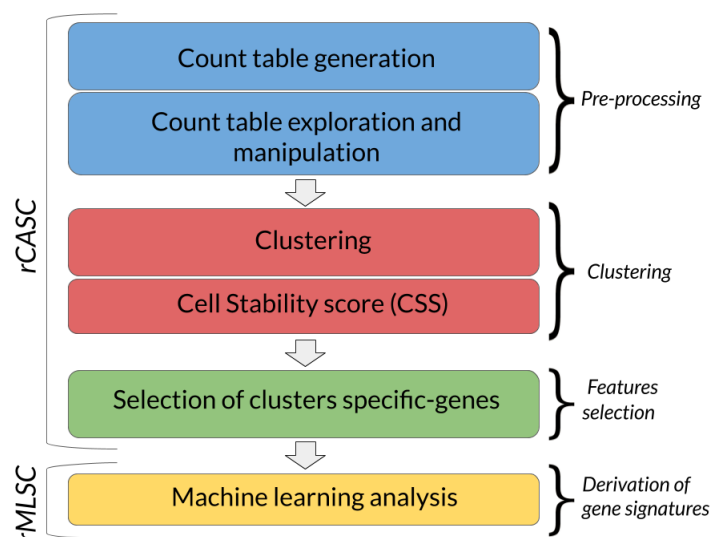 Count table generation
Count table exploration and
manipulation
Pre-processing
rCASC
Clustering
Cell Stability score (CSS)
Clustering
Selection of clusters specific-genes
Features
selection
rMLSC
Machine learning analysis
Derivation of
gene signatures